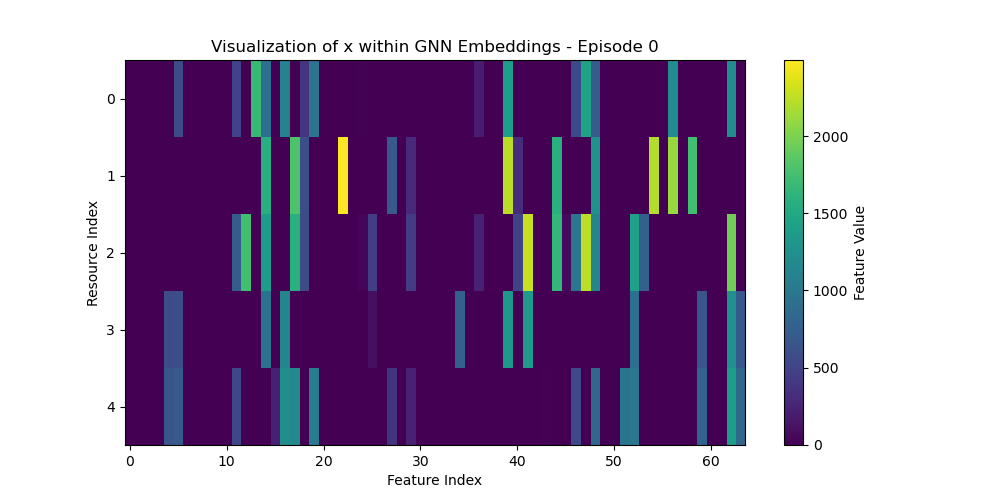 Visualization of x within GNN Embeddings - Episode 0
0
1
2
3
4
Resource Index
0 10 20 30 40 50 60
Feature Index
2000
1500
1000
500
0
Feature Value